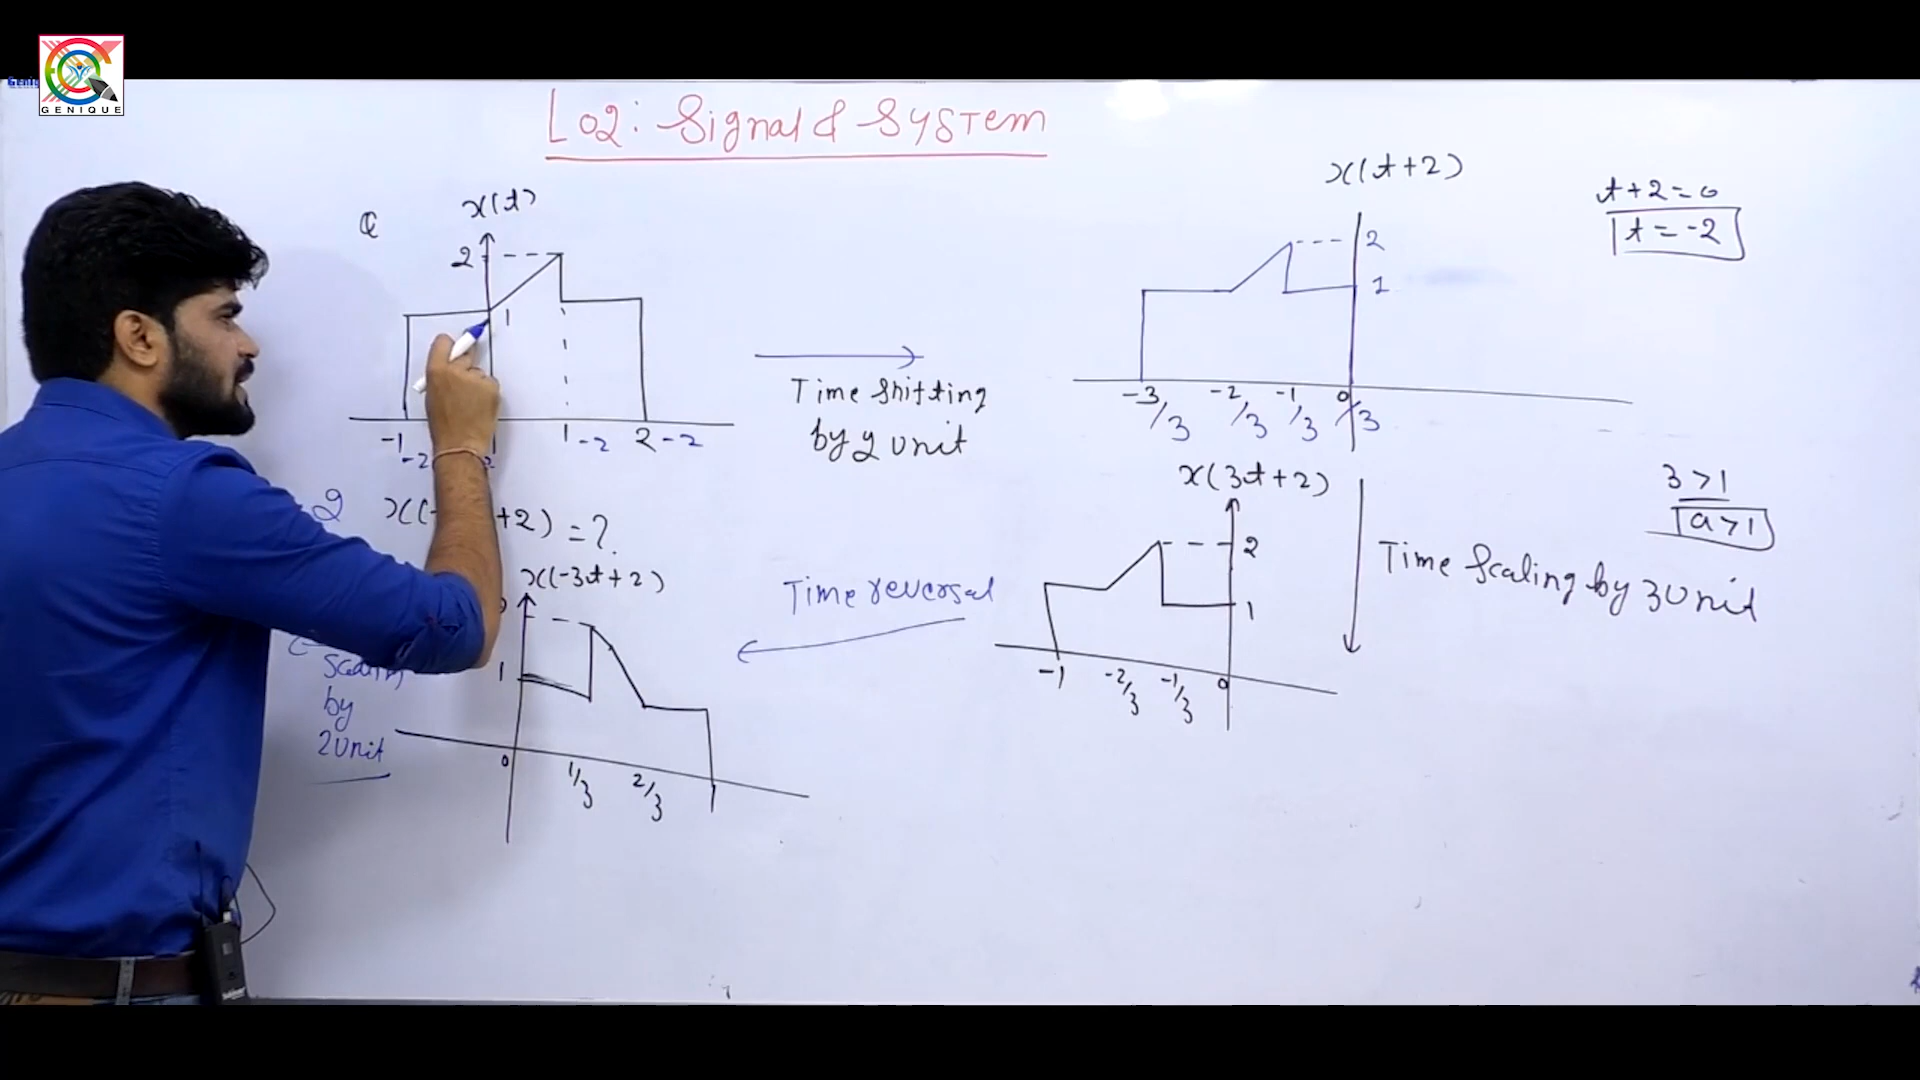 GENIQUE
L02: Signal & System
Q
x(t)
2
1
-1 1-2 2-2
-2
Time Shifting
by 2 unit
x(t+2)
t+2=0
t=-2
2
1
-3/3 -2/3 -1/3 0/3
x(3t+2)
3>1
a>1
2
1
-1 -2/3 -1/3 0
Time Scaling by 3 Unit
Time reversal
2
+2) = ?
x(-3t+2)
1
0 1/3 2/3
by
2 Unit